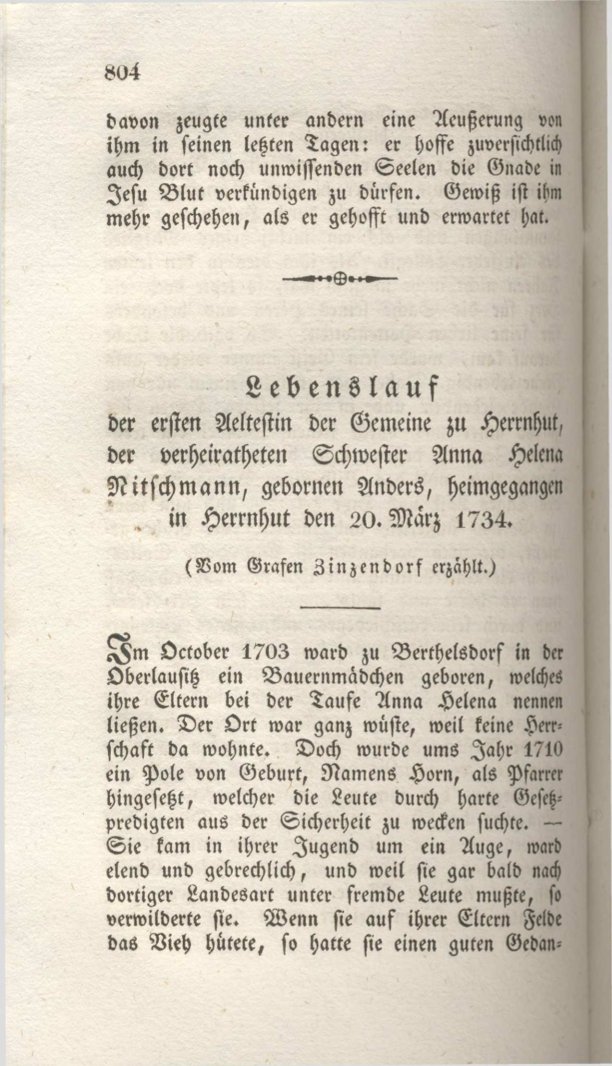 804
davon zeugte unter andern eine Aeußerung von
ihm in seinen letzten Tagen: er hoffe zuversichtlich
auch dort noch unwissenden Seelen die Gnade in
Jesu Blut verkündigen zu dürfen. Gewiß ist ihm
mehr geschehen, als er gehofft und erwartet hat.
Lebenslauf
der ersten Aeltestin der Gemeine zu Herrnhut,
der verheiratheten Schwester Anna Helena
Nitschmann, gebornen Anders, heimgegangen
in Herrnhut den 20. März 1734.
(Vom Grafen Zinzendorf erzählt.)
Im October 1703 ward zu Berthelsdorf in der
Oberlausitz ein Bauernmädchen geboren, welches
ihre Eltern bei der Taufe Anna Helena nennen
ließen. Der Ort war ganz wüste, weil keine Herr-
schaft da wohnte. Doch wurde ums Jahr 1710
ein Pole von Geburt, Namens Horn, als Pfarrer
hingesetzt, welcher die Leute durch harte Gesetz-
predigten aus der Sicherheit zu wecken suchte. —
Sie kam in ihrer Jugend um ein Auge, ward
elend und gebrechlich, und weil sie gar bald nach
dortiger Landesart unter fremde Leute mußte, so
verwilderte sie. Wenn sie auf ihrer Eltern Felde
das Vieh hütete, so hatte sie einen guten Gedan-